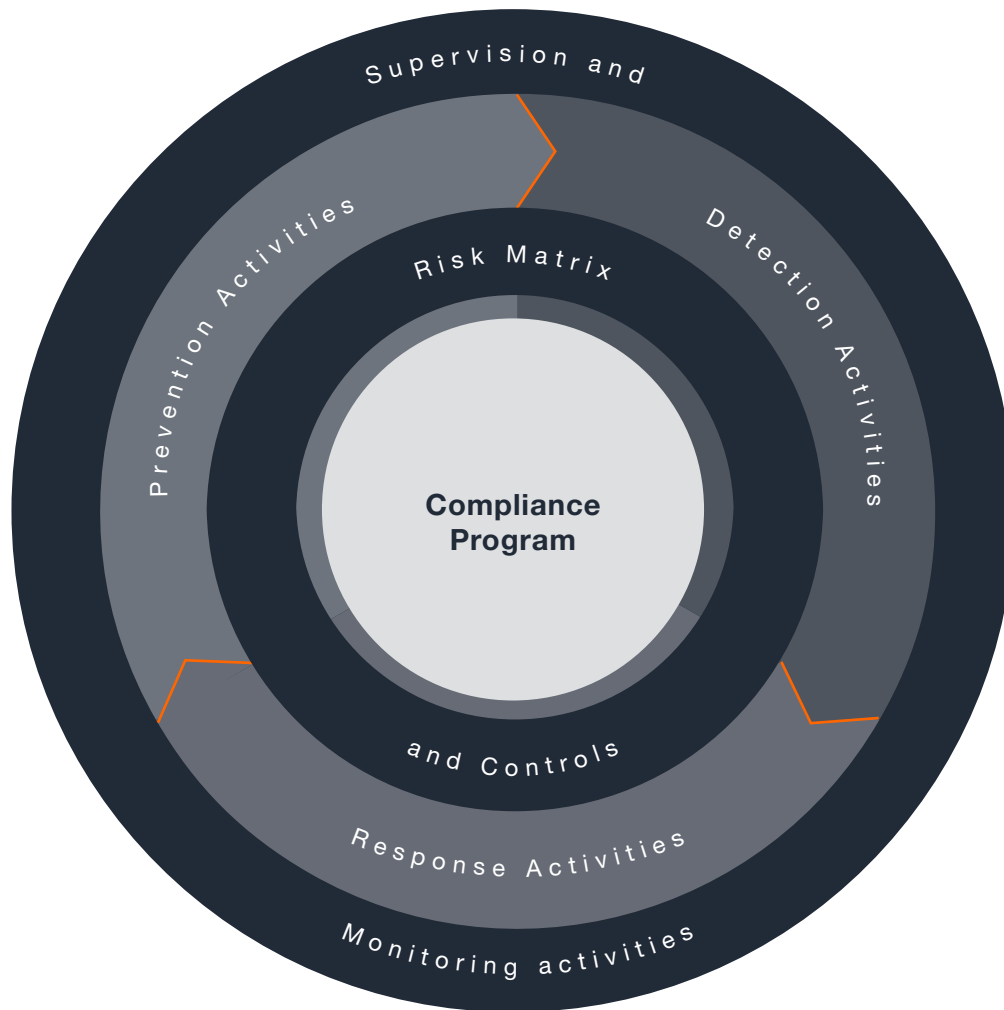 Supervision and
Prevention Activities
Detection Activities
Risk Matrix
Compliance
Program
and Controls
Response Activities
Monitoring activities